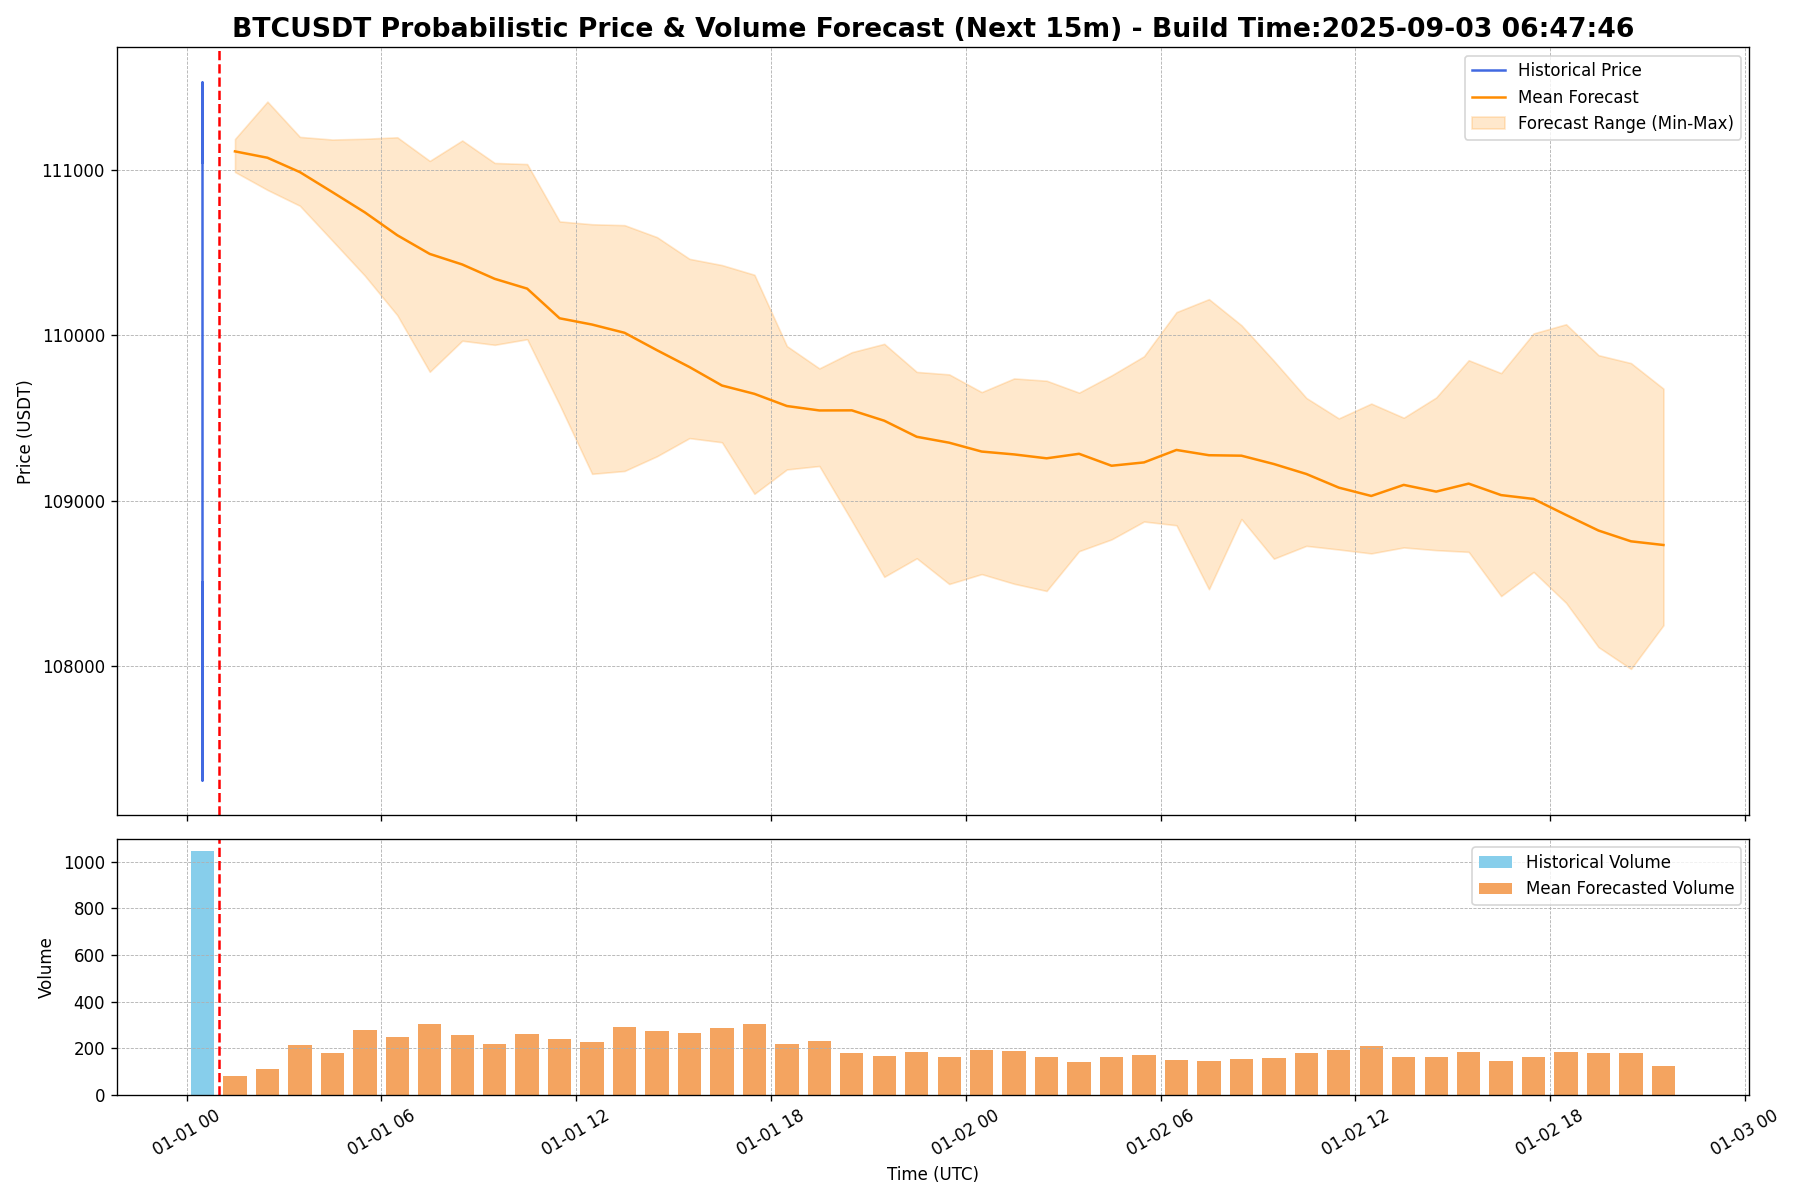 BTCUSDT Probabilistic Price & Volume Forecast (Next 15m) - Build Time:2025-09-03 06:47:46
Historical Price
Mean Forecast
Forecast Range (Min-Max)
Price (USDT)
111000
110000
109000
108000
Historical Volume
Mean Forecasted Volume
Volume
1000
800
600
400
200
0
01-01 00
01-01 06
01-01 12
01-01 18
01-02 00
01-02 06
01-02 12
01-02 18
01-03 00
Time (UTC)